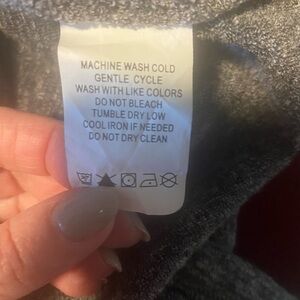 MACHINE WASH COLD
GENTLE CYCLE
WASH WITH LIKE COLORS
DO NOT BLEACH
TUMBLE DRY LOW
COOL IRON IF NEEDED
DO NOT DRY CLEAN